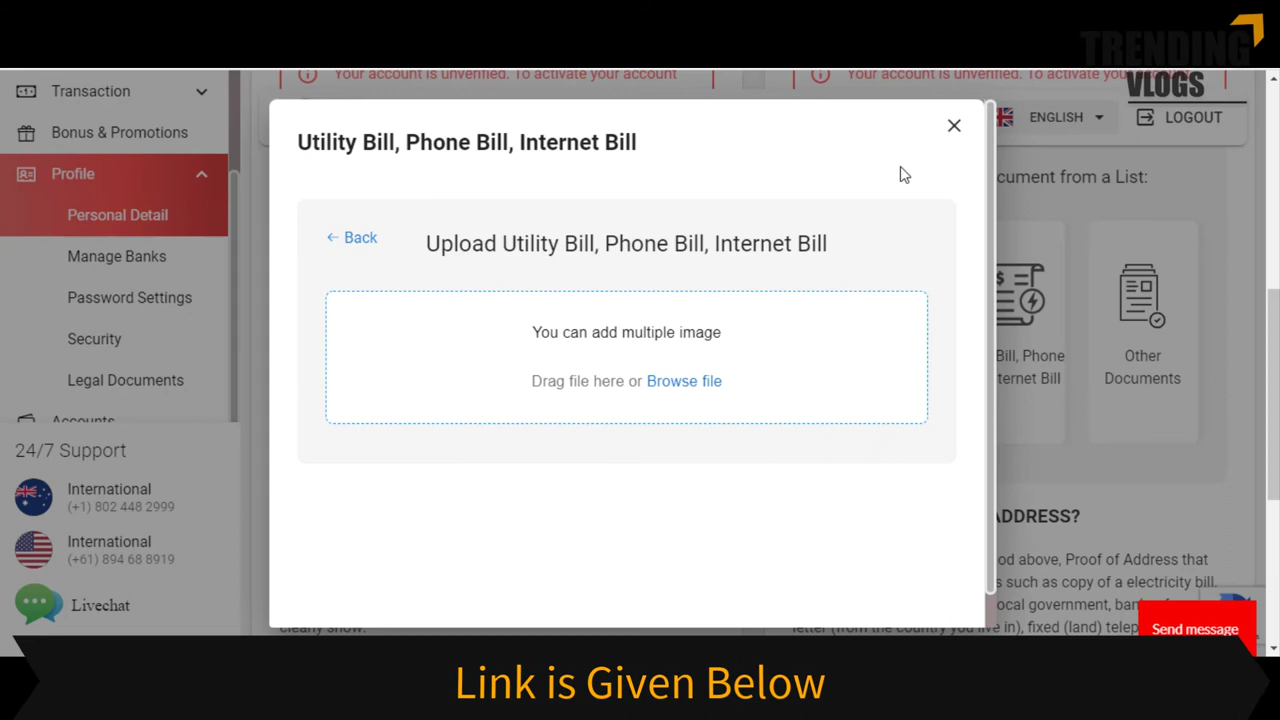 TRENDING
VLOGS
Transaction
Bonus & Promotions
Profile
Personal Detail
Manage Banks
Password Settings
Security
Legal Documents
Accounts
24/7 Support
International
(+1) 802 448 2999
International
(+61) 894 68 8919
Livechat
Your account is unverified. To activate your account
Your account is unverified. To activate your
ENGLISH
LOGOUT
Utility Bill, Phone Bill, Internet Bill
← Back
Upload Utility Bill, Phone Bill, Internet Bill
You can add multiple image
Drag file here or Browse file
cument from a List:
Bill, Phone
ternet Bill
Other
Documents
ADDRESS?
od above, Proof of Address that
s such as copy of a electricity bill.
ocal government,
letter (from the country you live in), fixed (land)
clearly show.
Send message
Link is Given Below